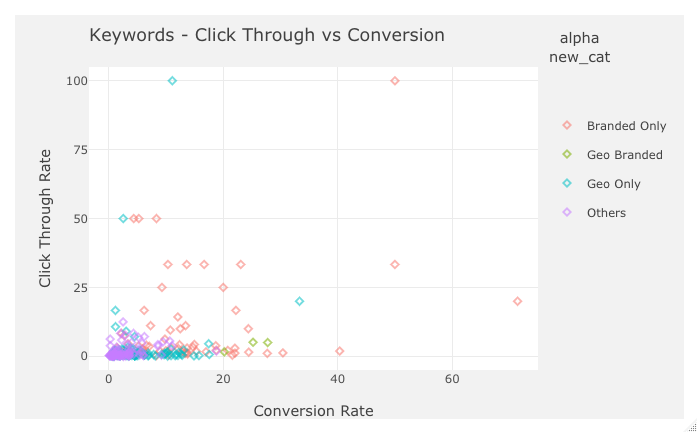 Keywords - Click Through vs Conversion
alpha
new_cat
Branded Only
Geo Branded
Geo Only
Others
Click Through Rate
100
75
50
25
0
0 20 40 60
Conversion Rate